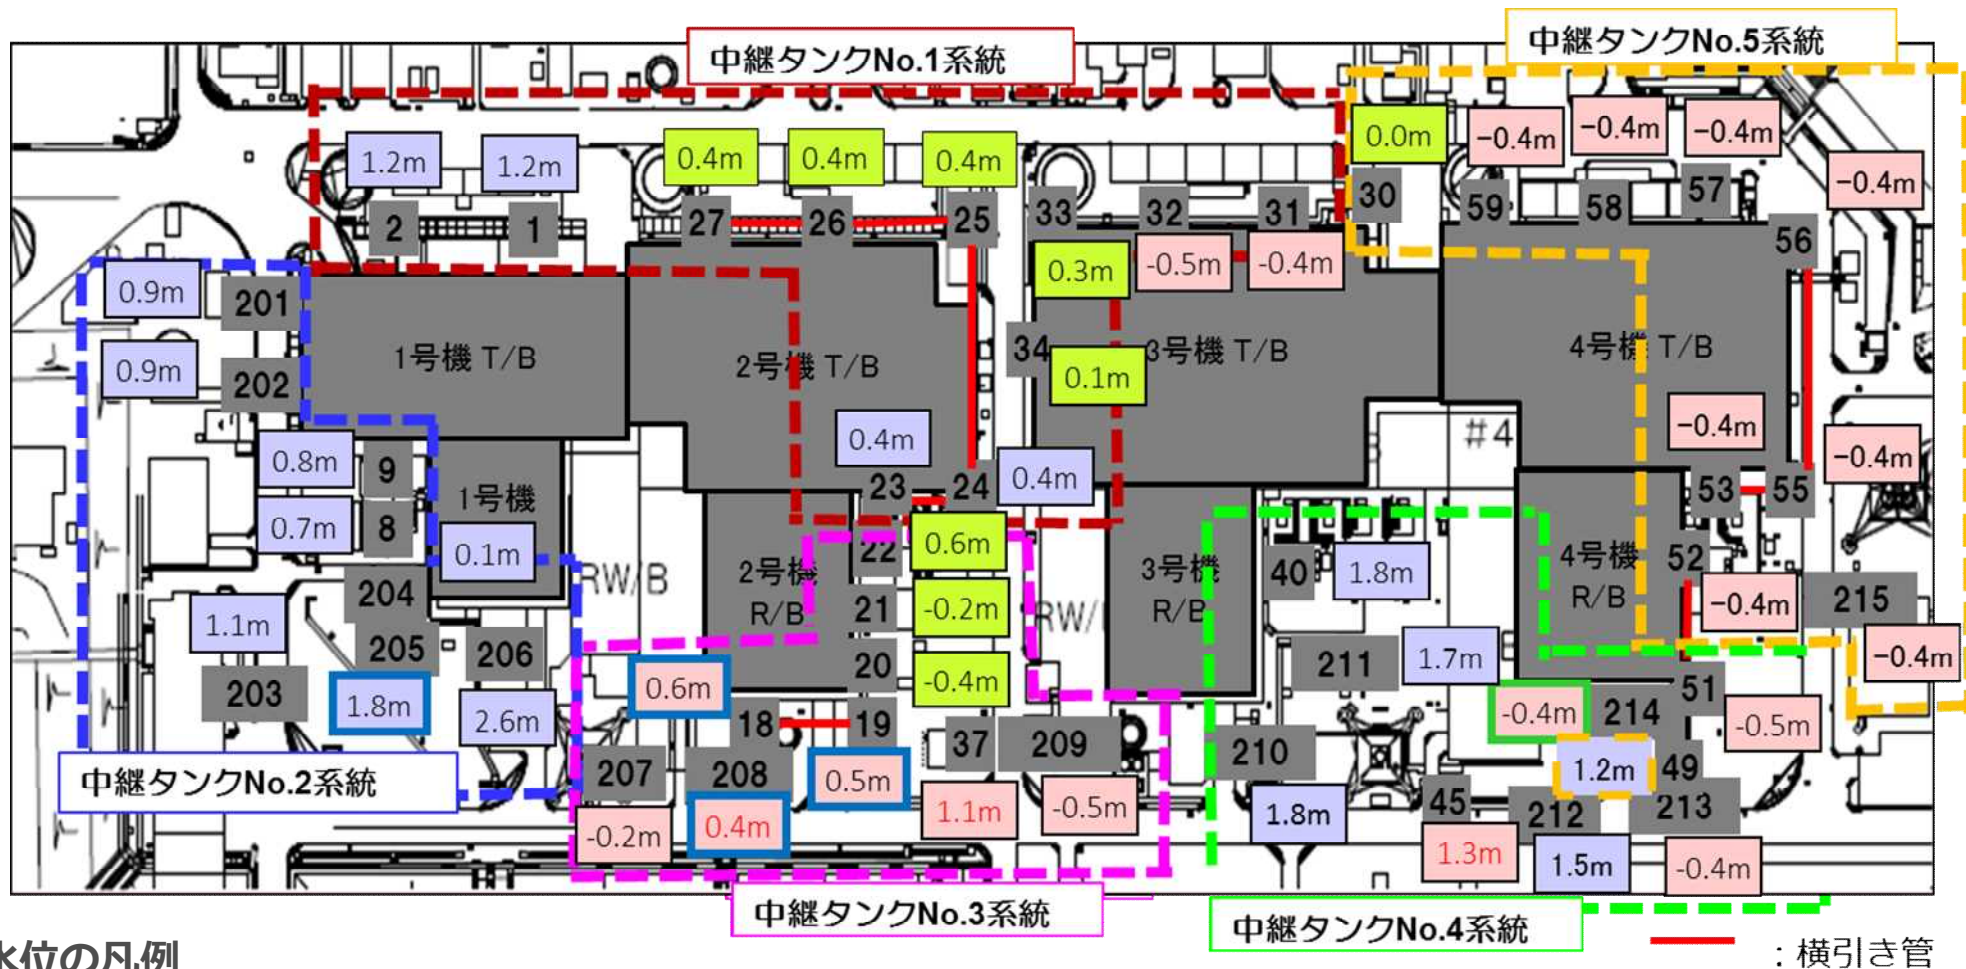 中継タンクNo.1系統
中継タンクNo.5系統
1.2m
1.2m
0.4m
0.4m
0.4m
0.0m
-0.4m
-0.4m
-0.4m
-0.4m
2
1
27
26
25
33
32
31
30
59
58
57
56
0.9m
201
0.3m
-0.5m
-0.4m
0.9m
202
1号機 T/B
2号機 T/B
34
3号機 T/B
4号機 T/B
0.1m
0.8m
9
0.4m
0.4m
#4
-0.4m
-0.4m
0.7m
8
1号機
23
24
53
55
0.1m
RW/B
2号機
R/B
22
0.6m
3号機
R/B
RW/
40
1.8m
4号機
R/B
52
204
21
-0.2m
-0.4m
215
1.1m
205
206
20
-0.4m
211
1.7m
-0.4m
203
1.8m
2.6m
0.6m
18
19
37
209
210
-0.4m
214
51
-0.5m
中継タンクNo.2系統
207
208
0.5m
1.2m
49
-0.2m
0.4m
1.1m
-0.5m
1.8m
45
212
213
1.3m
1.5m
-0.4m
中継タンクNo.3系統
中継タンクNo.4系統
水位の凡例
：横引き管